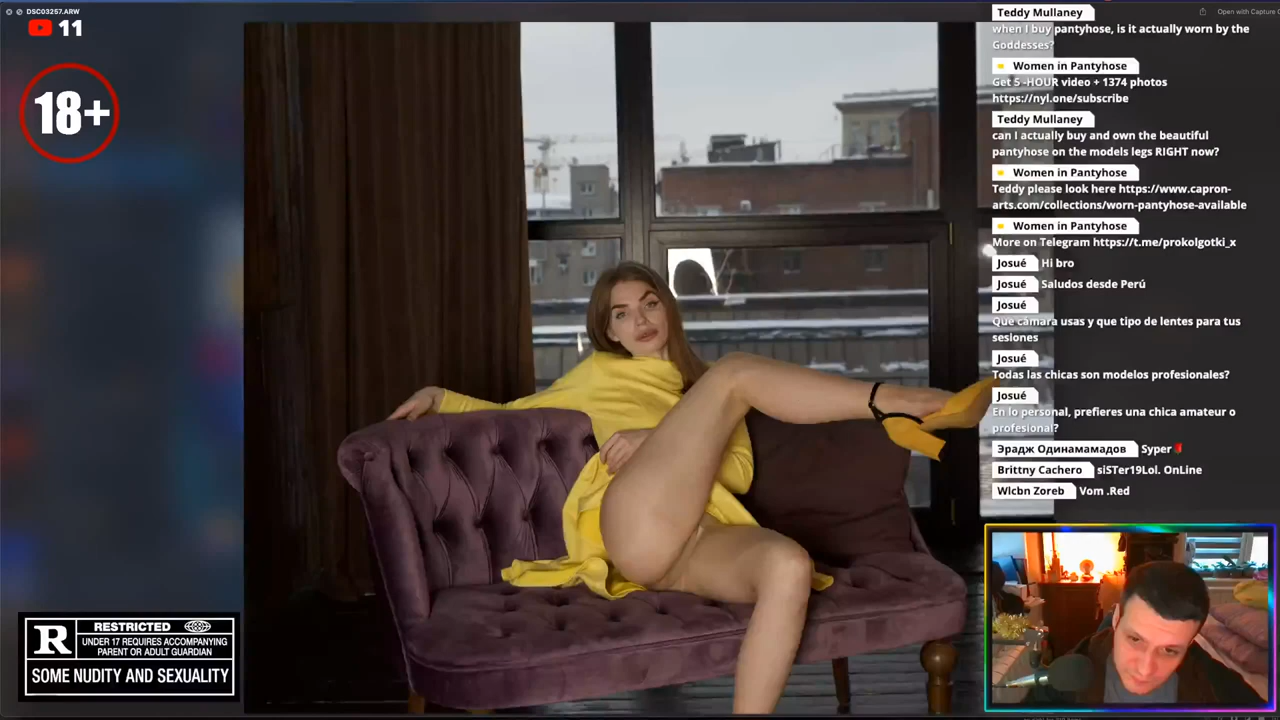 DSC03257.ARW
Open with Capture
11
18+
Teddy Mullaney
when I buy pantyhose, is it actually worn by the
Goddesses?
Women in Pantyhose
Get 5 -HOUR video + 1374 photos
https://nyl.one/subscribe
Teddy Mullaney
can I actually buy and own the beautiful
pantyhose on the models legs RIGHT now?
Women in Pantyhose
Teddy please look here https://www.capron-
arts.com/collections/worn-pantyhose-available
Women in Pantyhose
More on Telegram https://t.me/prokolgotki_x
Josué Hi bro
Josué Saludos desde Perú
Josué
Que cámara usas y que tipo de lentes para tus
sesiones
Josué
Todas las chicas son modelos profesionales?
Josué
En lo personal, prefieres una chica amateur o
profesional?
Эрадж Одинамамадов Syper
Brittny Cachero siSTer19Lol. OnLine
Wlcbn Zoreb Vom .Red
R
RESTRICTED
UNDER 17 REQUIRES ACCOMPANYING
PARENT OR ADULT GUARDIAN
SOME NUDITY AND SEXUALITY